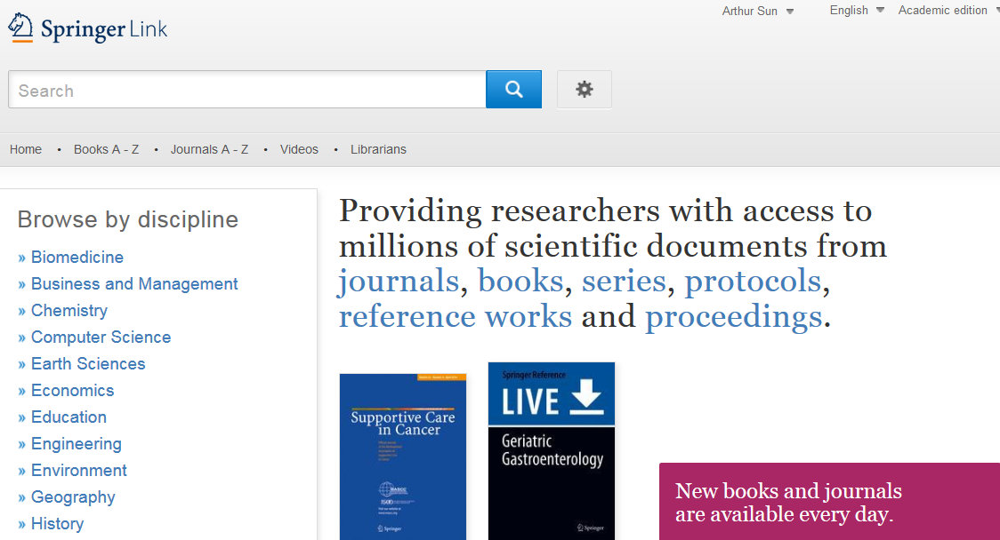 Arthur Sun
English
Academic edition
Springer Link
Search
Home • Books A - Z • Journals A - Z • Videos • Librarians
Browse by discipline
» Biomedicine
» Business and Management
» Chemistry
» Computer Science
» Earth Sciences
» Economics
» Education
» Engineering
» Environment
» Geography
» History
Providing researchers with access to
millions of scientific documents from
journals, books, series, protocols,
reference works and proceedings.
Supportive Care
in Cancer
Springer
Springer Reference
LIVE
Geriatric
Gastroenterology
Springer
New books and journals
are available every day.